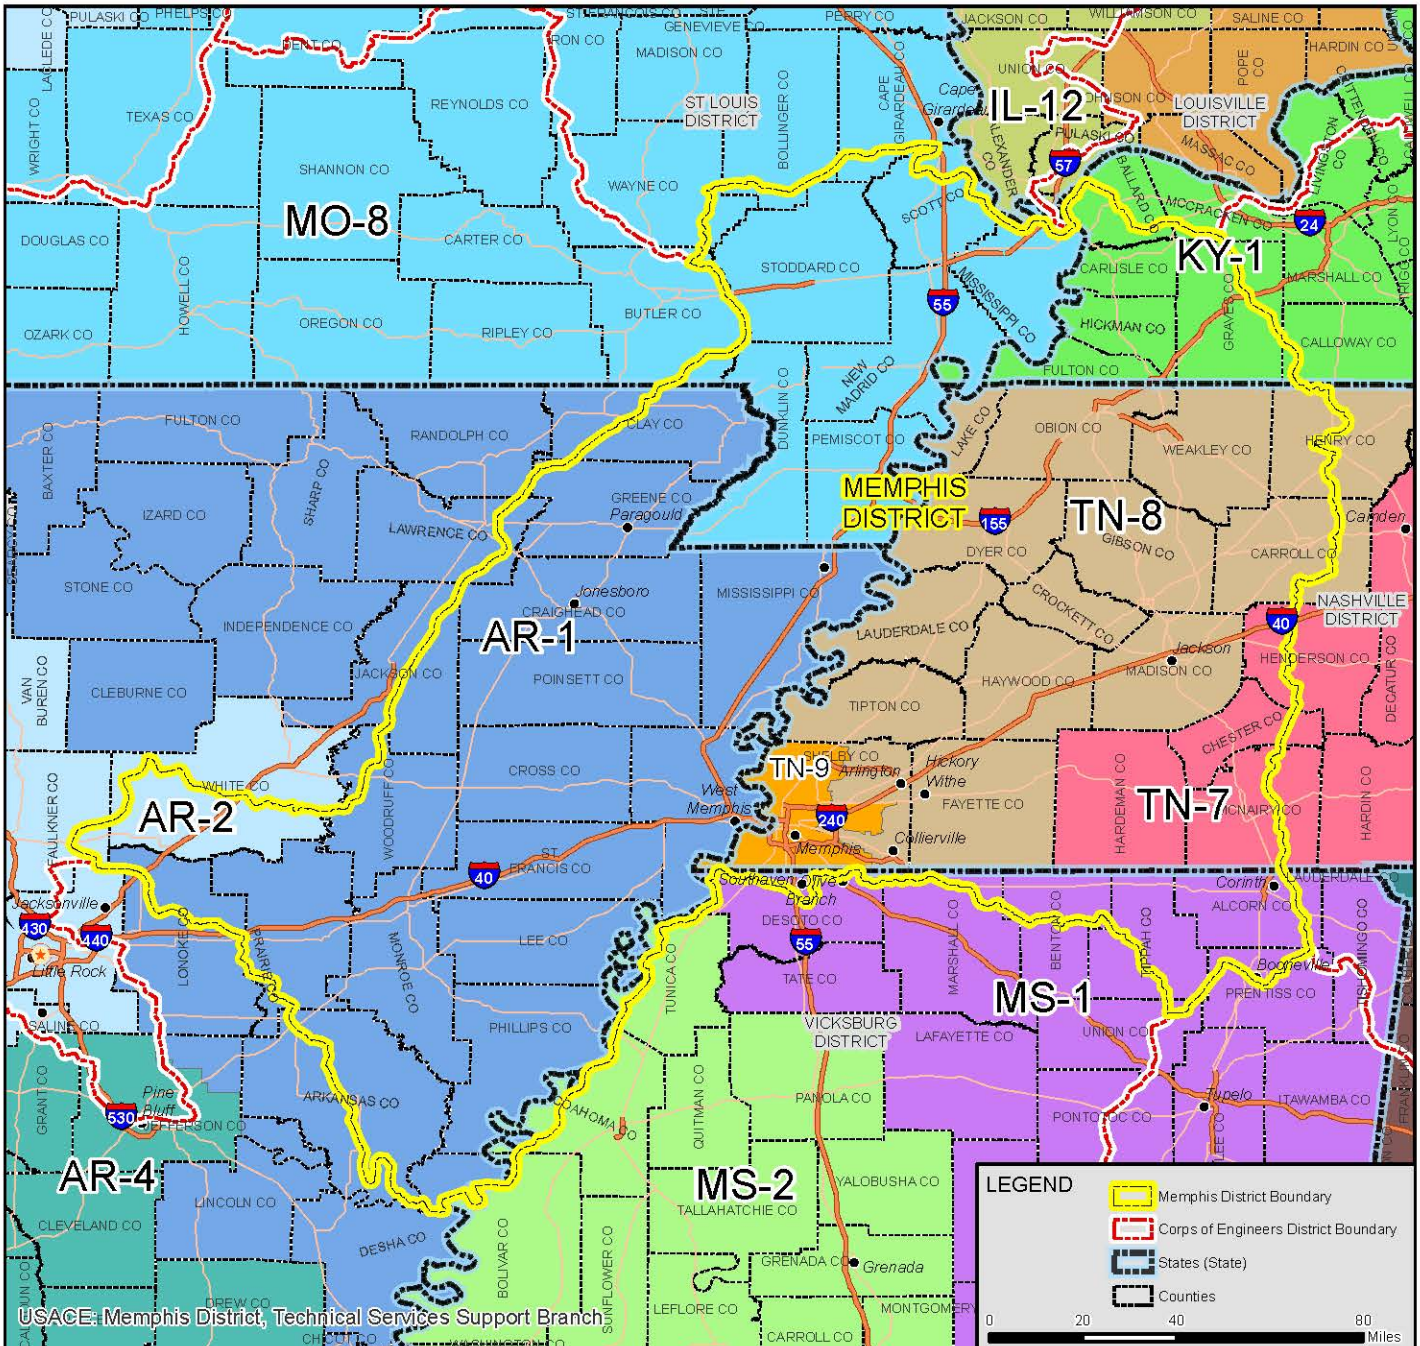 PULASKI CO
PHELPS CO
DENT CO
IRON CO
MADISON CO
GENEVIEVE CO
PERRY CO
JACKSON CO
WILLIAMSON CO
SALINE CO
HARDIN CO
LACLEDE CO
WRIGHT CO
TEXAS CO
REYNOLDS CO
ST LOUIS
DISTRICT
BOLLINGER CO
CAPE
GIRARDEAU CO
Cape
Girardeau
UNION CO
IL-12
JOHNSON CO
POPE
CO
LOUISVILLE
DISTRICT
PULASKI CO
MASSAC CO
ALEXANDER
CO
57
LIVINGSTON
CO
SHANNON CO
WAYNE CO
MO-8
SCOTT CO
BALLARD CO
MCCRACKEN CO
24
LYON CO
DOUGLAS CO
CARTER CO
KY-1
HOWELL CO
STODDARD CO
MISSISSIPPI CO
CARLISLE CO
MARSHALL CO
TRIGG CO
55
OZARK CO
OREGON CO
RIPLEY CO
BUTLER CO
HICKMAN CO
GRAVES CO
CALLOWAY CO
NEW
MADRID CO
FULTON CO
DUNKLIN CO
FULTON CO
BAXTER CO
RANDOLPH CO
CLAY CO
PEMISCOT CO
LAKE CO
OBION CO
WEAKLEY CO
HENRY CO
SHARP CO
IZARD CO
GREENE CO
Paragould
MEMPHIS
DISTRICT
155
TN-8
Camden
LAWRENCE CO
DYER CO
GIBSON CO
CARROLL CO
STONE CO
Jonesboro
CRAIGHEAD CO
MISSISSIPPI CO
CROCKETT CO
NASHVILLE
DISTRICT
INDEPENDENCE CO
AR-1
LAUDERDALE CO
40
Jackson
MADISON CO
HENDERSON CO
DECATUR CO
VAN
BUREN CO
CLEBURNE CO
JACKSON CO
POINSETT CO
HAYWOOD CO
TIPTON CO
CHESTER CO
WHITE CO
CROSS CO
SHELBY CO
TN-9
Arlington
Hickory
Withe
AR-2
FAULKNER CO
WOODRUFF CO
West
Memphis
240
FAYETTE CO
HARDEMAN CO
TN-7
MCNAIRY CO
HARDIN CO
Memphis
Collierville
ST
FRANCIS CO
40
Southaven
Olive
Branch
Corinth
LAUDERDALE CO
Jacksonville
430
440
Little Rock
LONOKE CO
PRAIRIE CO
MONROE CO
LEE CO
DESOTO CO
55
MARSHALL CO
BENTON CO
TIPPAH CO
ALCORN CO
TISHOMINGO CO
Booneville
PRENTISS CO
TUNICA CO
TATE CO
MS-1
SALINE CO
PHILLIPS CO
VICKSBURG
DISTRICT
LAFAYETTE CO
UNION CO
GRANT CO
Pine
Bluff
530
JEFFERSON CO
ARKANSAS CO
COAHOMA CO
QUITMAN CO
PANOLA CO
PONTOTOC CO
Tupelo
LEE CO
ITAWAMBA CO
AR-4
MS-2
YALOBUSHA CO
TALLAHATCHIE CO
LINCOLN CO
CLEVELAND CO
DESHA CO
BOLIVAR CO
SUNFLOWER CO
GRENADA CO
Grenada
DREW CO
LEFLORE CO
MONTGOMERY
CARROLL CO
WASHINGTON CO
USACE: Memphis District, Technical Services Support Branch
LEGEND
Memphis District Boundary
Corps of Engineers District Boundary
States (State)
Counties
0 20 40 80
Miles